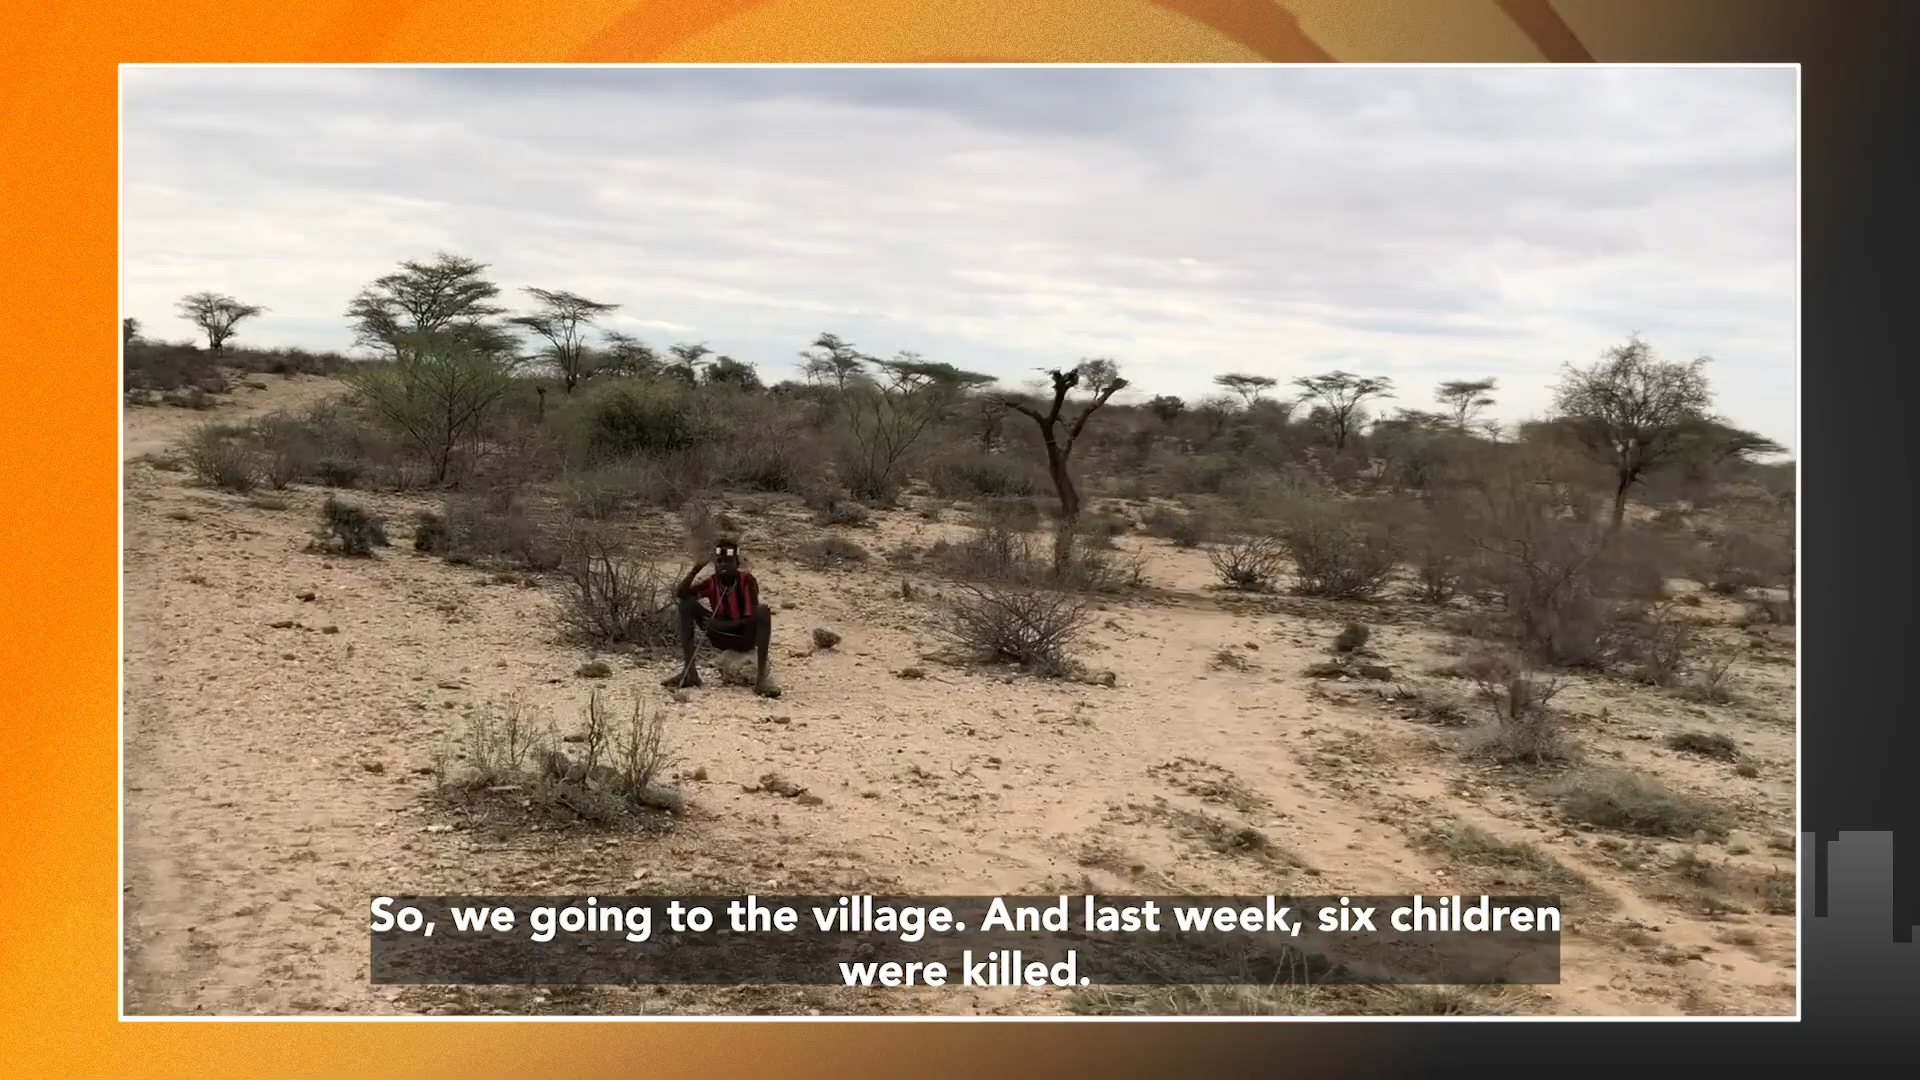 So, we going to the village. And last week, six children
were killed.